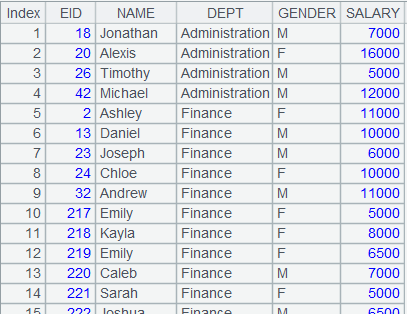 Index EID NAME DEPT GENDER SALARY
1 18 Jonathan Administration M 7000
2 20 Alexis Administration F 16000
3 26 Timothy Administration M 5000
4 42 Michael Administration M 12000
5 2 Ashley Finance F 11000
6 13 Daniel Finance M 10000
7 23 Joseph Finance M 6000
8 24 Chloe Finance F 10000
9 32 Andrew Finance M 11000
10 217 Emily Finance F 5000
11 218 Kayla Finance F 8000
12 219 Emily Finance F 6500
13 220 Caleb Finance M 7000
14 221 Sarah Finance F 5000
15 222 Joshua Finance M 6500